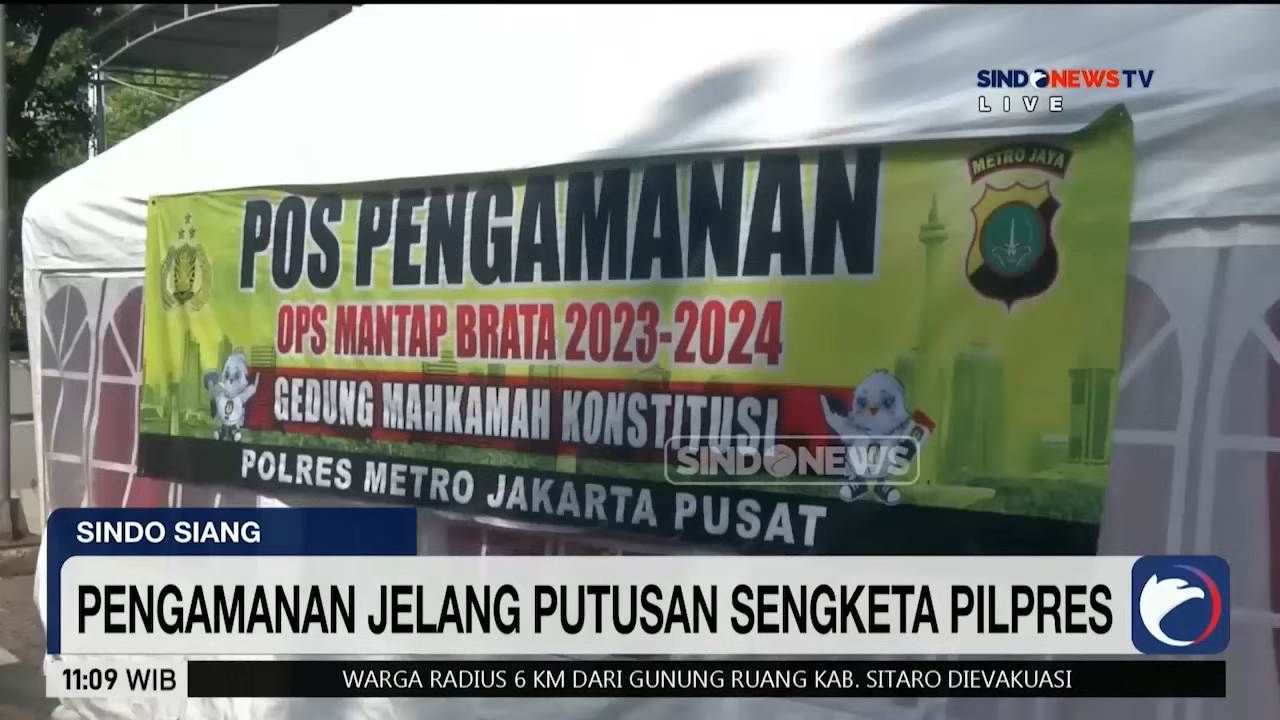 SINDONEWSTV
LIVE
METRO JAYA
POS PENGAMANAN
OPS MANTAP BRATA 2023-2024
GEDUNG MAHKAMAH KONSTITUSI
SINDONEWS
POLRES METRO JAKARTA PUSAT
SINDO SIANG
PENGAMANAN JELANG PUTUSAN SENGKETA PILPRES
11:09 WIB
WARGA RADIUS 6 KM DARI GUNUNG RUANG KAB. SITARO DIEVAKUASI